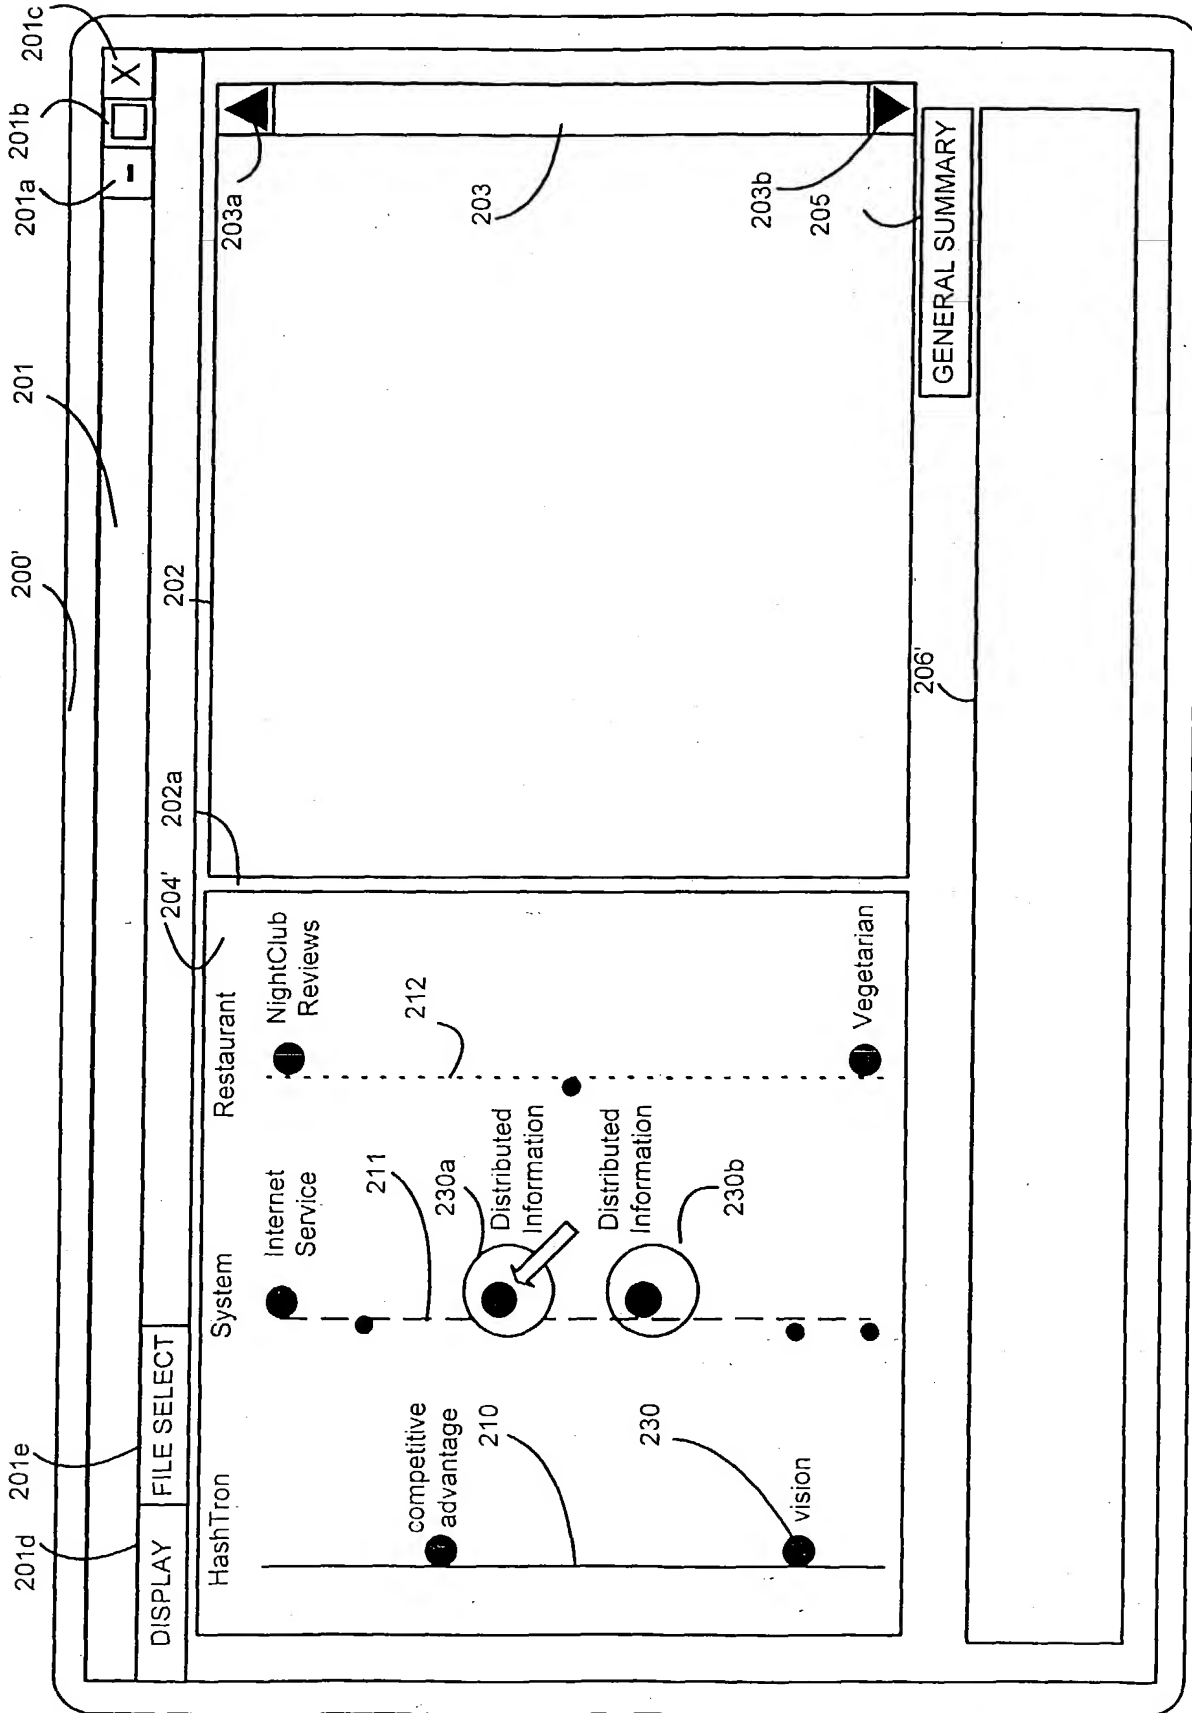 200'
201
201a
201b
201c
201d
201e
DISPLAY
FILE SELECT
204'
202a
202
HashTron
System
Restaurant
Internet
Service
NightClub
Reviews
203a
competitive
advantage
211
212
230a
Distributed
Information
210
203
Distributed
Information
230
230b
vision
Vegetarian
203b
205
206'
GENERAL SUMMARY